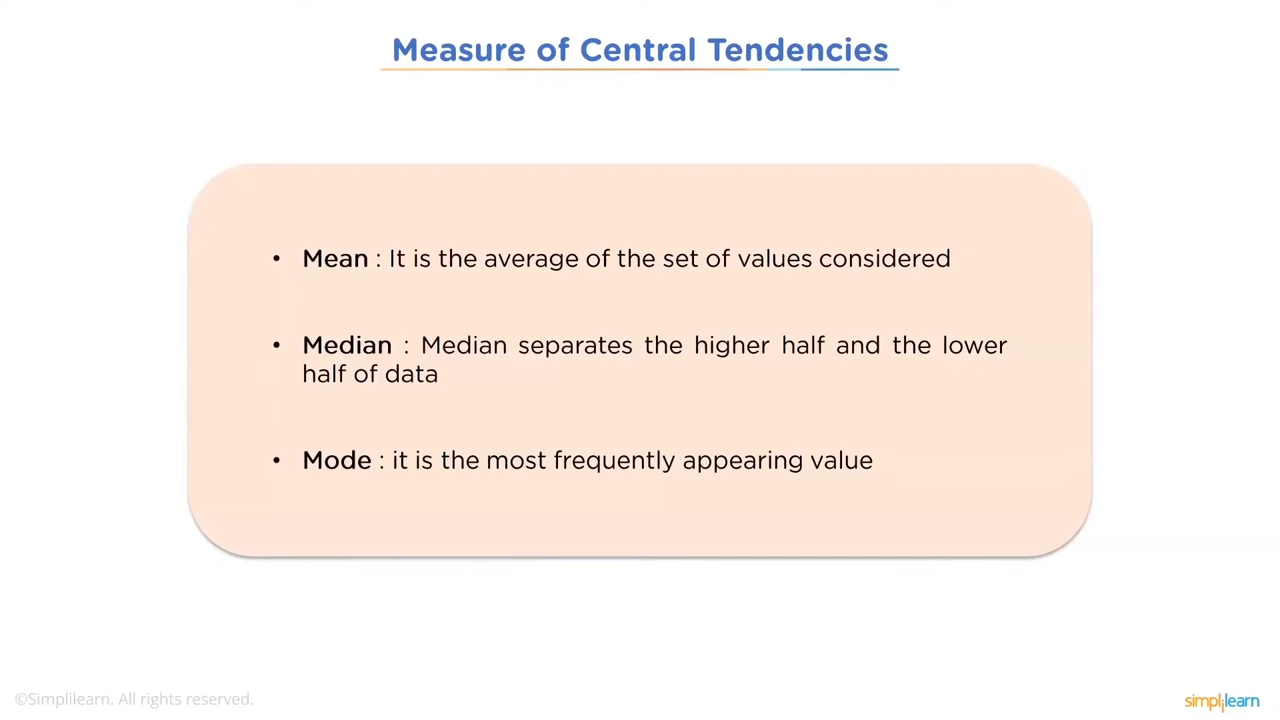 Measure of Central Tendencies
• Mean : It is the average of the set of values considered
• Median : Median separates the higher half and the lower
half of data
• Mode : it is the most frequently appearing value
©Simplilearn. All rights reserved.
simplilearn